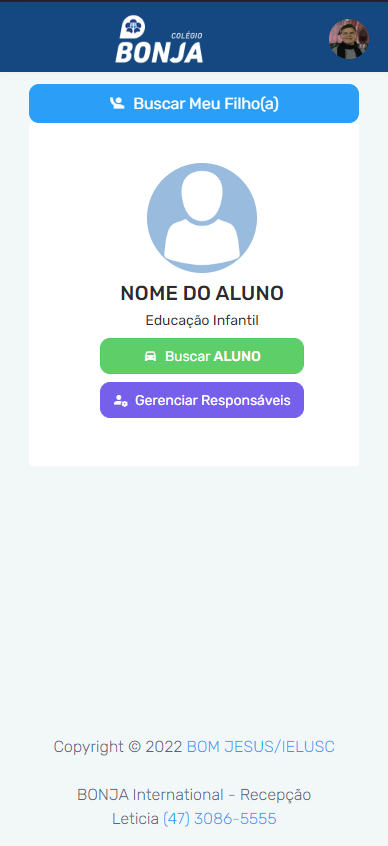 COLÉGIO
BONJA
Buscar Meu Filho(a)
NOME DO ALUNO
Educação Infantil
Buscar ALUNO
Gerenciar Responsáveis
Copyright © 2022 BOM JESUS/IELUSC
BONJA International - Recepção
Leticia (47) 3086-5555